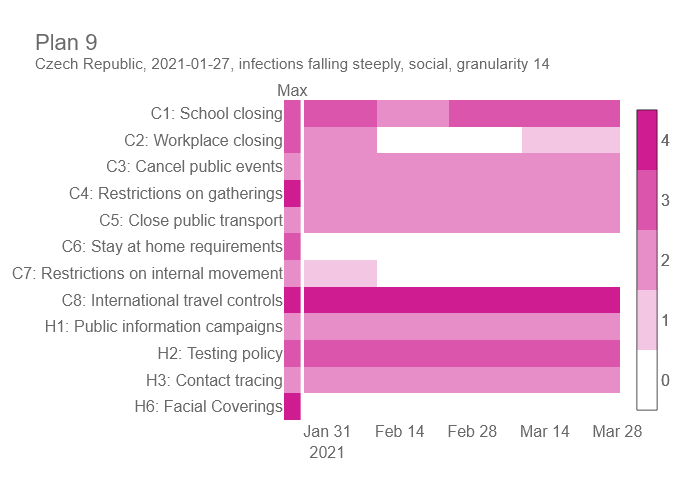 Plan 9
Czech Republic, 2021-01-27, infections falling steeply, social, granularity 14
Max
C1: School closing
C2: Workplace closing
C3: Cancel public events
C4: Restrictions on gatherings
C5: Close public transport
C6: Stay at home requirements
C7: Restrictions on internal movement
C8: International travel controls
H1: Public information campaigns
H2: Testing policy
H3: Contact tracing
H6: Facial Coverings
Jan 31 Feb 14 Feb 28 Mar 14 Mar 28
2021
4
3
2
1
0